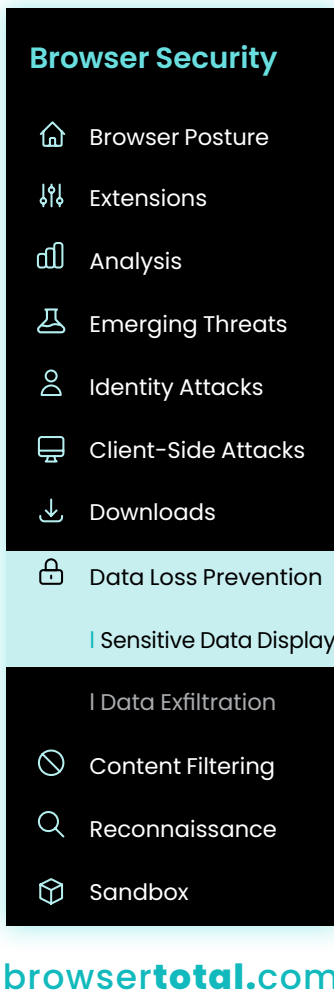 Browser Security
Browser Posture
Extensions
Analysis
Emerging Threats
Identity Attacks
Client-Side Attacks
Downloads
Data Loss Prevention
| Sensitive Data Display
| Data Exfiltration
Content Filtering
Reconnaissance
Sandbox
browsertotal.com